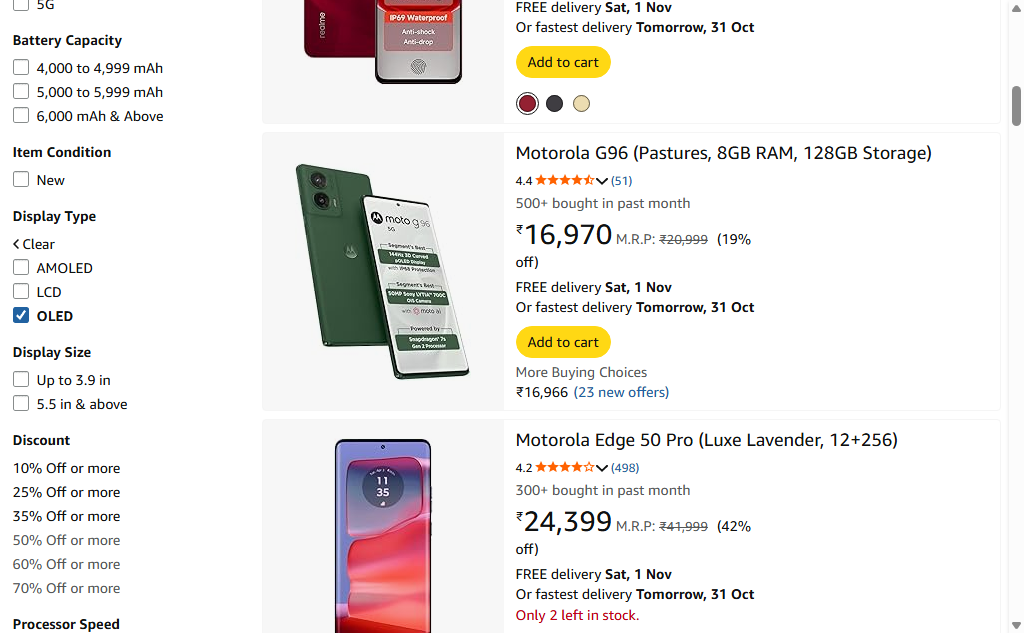 5G
Battery Capacity
4,000 to 4,999 mAh
5,000 to 5,999 mAh
6,000 mAh & Above
Item Condition
New
Display Type
Clear
AMOLED
LCD
OLED
Display Size
Up to 3.9 in
5.5 in & above
Discount
10% Off or more
25% Off or more
35% Off or more
50% Off or more
60% Off or more
70% Off or more
Processor Speed
realme
IP69 Waterproof
Anti-shock
Anti-drop
FREE delivery Sat, 1 Nov
Or fastest delivery Tomorrow, 31 Oct
Add to cart
moto g96
5G
Segment's Best
144Hz 3D Curved
pOLED Display
with IP68 Protection
Segment's Best
50MP Sony LYTIA™ 700C
OIS Camera
with moto ai
Powered by
Snapdragon® 7s
Gen 2 Processor
Motorola G96 (Pastures, 8GB RAM, 128GB Storage)
4.4 (51)
500+ bought in past month
₹16,970 M.R.P: ₹20,999 (19%
off)
FREE delivery Sat, 1 Nov
Or fastest delivery Tomorrow, 31 Oct
Add to cart
More Buying Choices
₹16,966 (23 new offers)
11
35
Motorola Edge 50 Pro (Luxe Lavender, 12+256)
4.2 (498)
300+ bought in past month
₹24,399 M.R.P: ₹41,999 (42%
off)
FREE delivery Sat, 1 Nov
Or fastest delivery Tomorrow, 31 Oct
Only 2 left in stock.